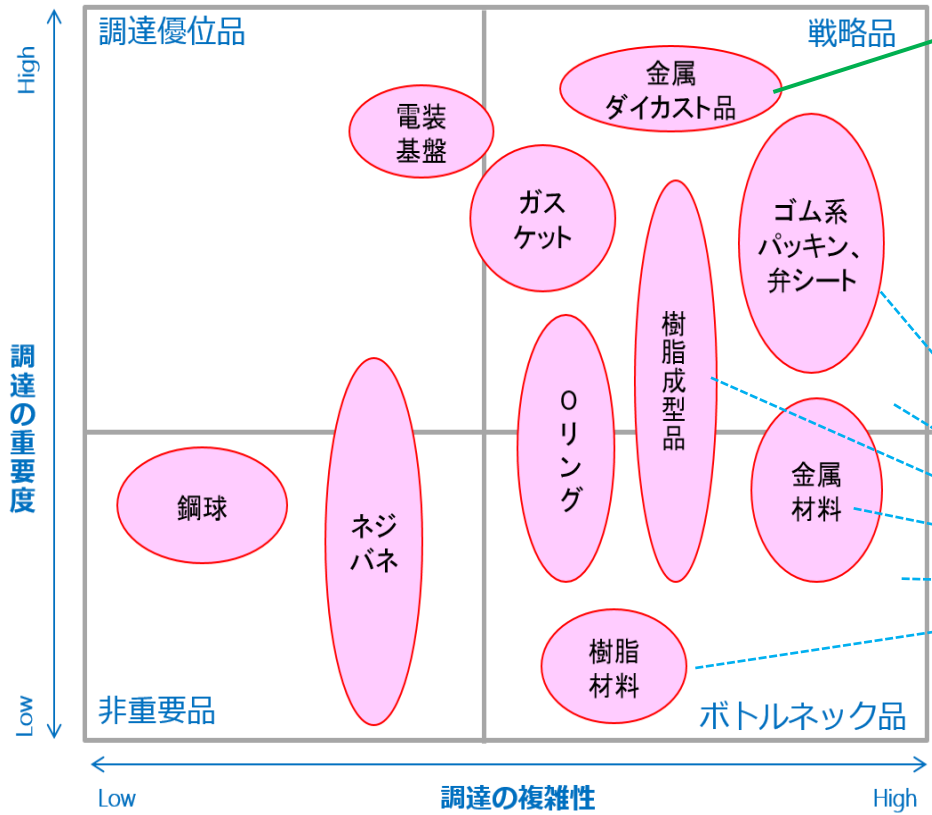 調達優位品
戦略品
High
金属
ダイカスト品
電装
基盤
ガス
ケット
ゴム系
パッキン、
弁シート
樹脂成型品
Oリング
調達の重要度
金属
材料
鋼球
ネジ
バネ
樹脂
材料
非重要品
ボトルネック品
Low
Low
調達の複雑性
High